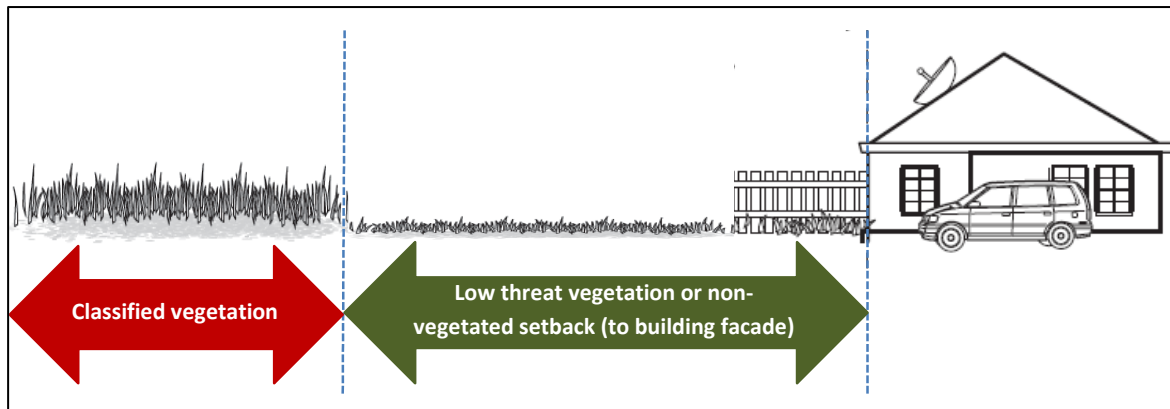 Classified vegetation
Low threat vegetation or non-
vegetated setback (to building facade)